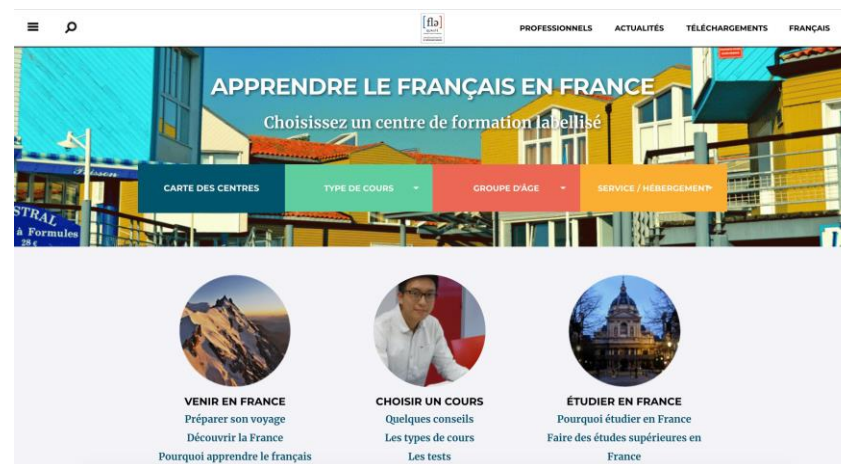 [flə]
PROFESSIONNELS ACTUALITÉS TÉLÉCHARGEMENTS FRANÇAIS
APPRENDRE LE FRANÇAIS EN FRANCE
Choisissez un centre de formation labellisé
CARTE DES CENTRES TYPE DE COURS GROUPE D'ÂGE SERVICE / HÉBERGEMENT
à Formules
28 €
VENIR EN FRANCE
Préparer son voyage
Découvrir la France
Pourquoi apprendre le français
CHOISIR UN COURS
Quelques conseils
Les types de cours
Les tests
ÉTUDIER EN FRANCE
Pourquoi étudier en France
Faire des études supérieures en
France